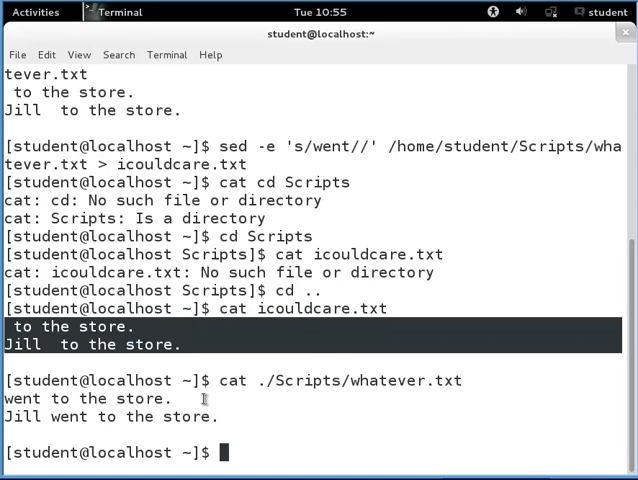 Activities Terminal Tue 10:55 student
student@localhost:~
File Edit View Search Terminal Help
tever.txt
 to the store.
Jill  to the store.
[student@localhost ~]$ sed -e 's/went//' /home/student/Scripts/wha
tever.txt > icouldcare.txt
[student@localhost ~]$ cat cd Scripts
cat: cd: No such file or directory
cat: Scripts: Is a directory
[student@localhost ~]$ cd Scripts
[student@localhost Scripts]$ cat icouldcare.txt
cat: icouldcare.txt: No such file or directory
[student@localhost Scripts]$ cd ..
[student@localhost ~]$ cat icouldcare.txt
 to the store.
Jill  to the store.
[student@localhost ~]$ cat ./Scripts/whatever.txt
went to the store.
Jill went to the store.
[student@localhost ~]$